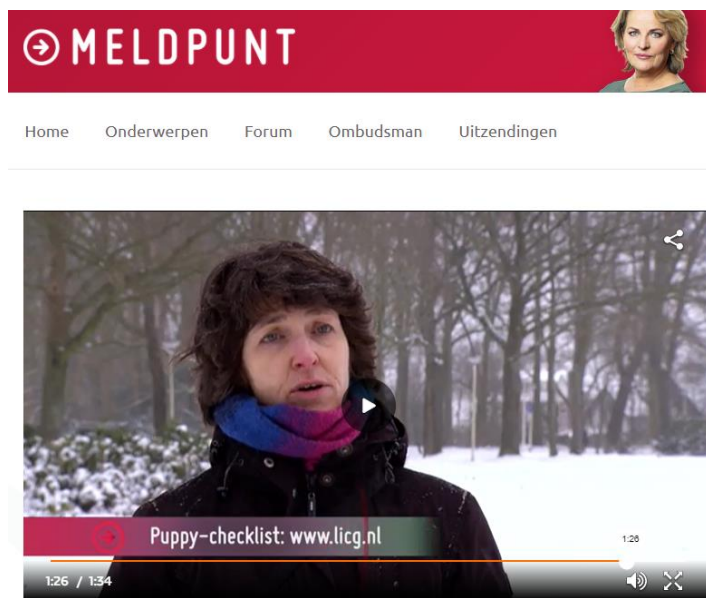 MELDPUNT
Home Onderwerpen Forum Ombudsman Uitzendingen
Puppy-checklist: www.licg.nl
1:26
1:26 / 1:34